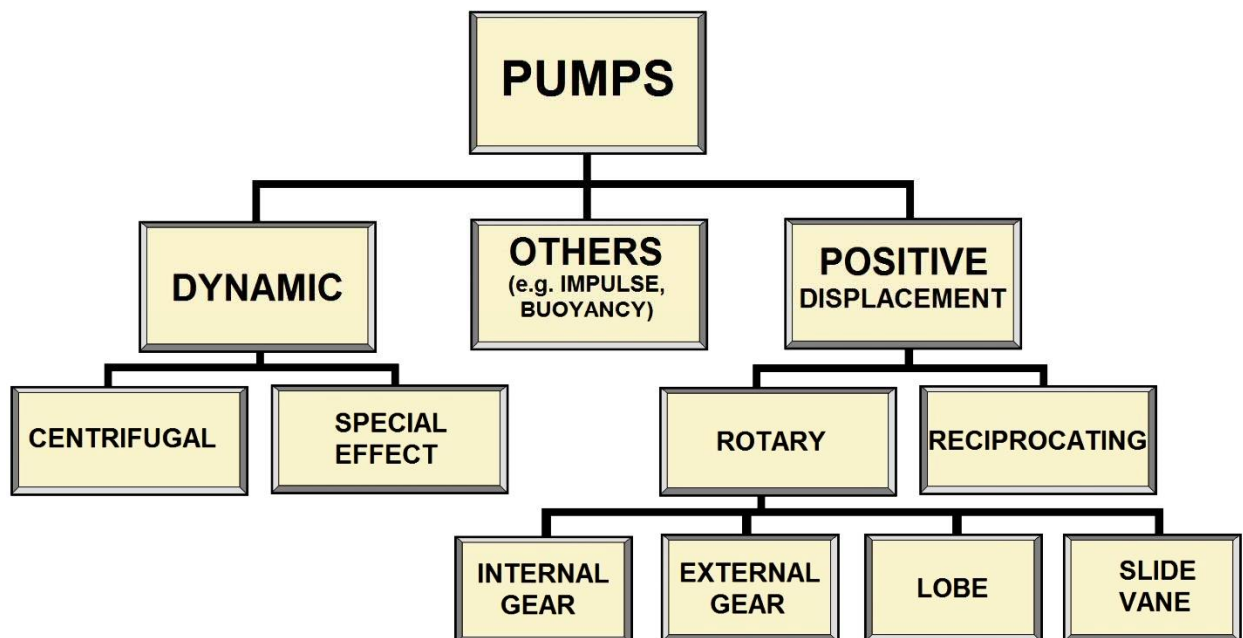 PUMPS
DYNAMIC
OTHERS
(e.g. IMPULSE,
BUOYANCY)
POSITIVE
DISPLACEMENT
CENTRIFUGAL
SPECIAL
EFFECT
ROTARY
RECIPROCATING
INTERNAL
GEAR
EXTERNAL
GEAR
LOBE
SLIDE
VANE